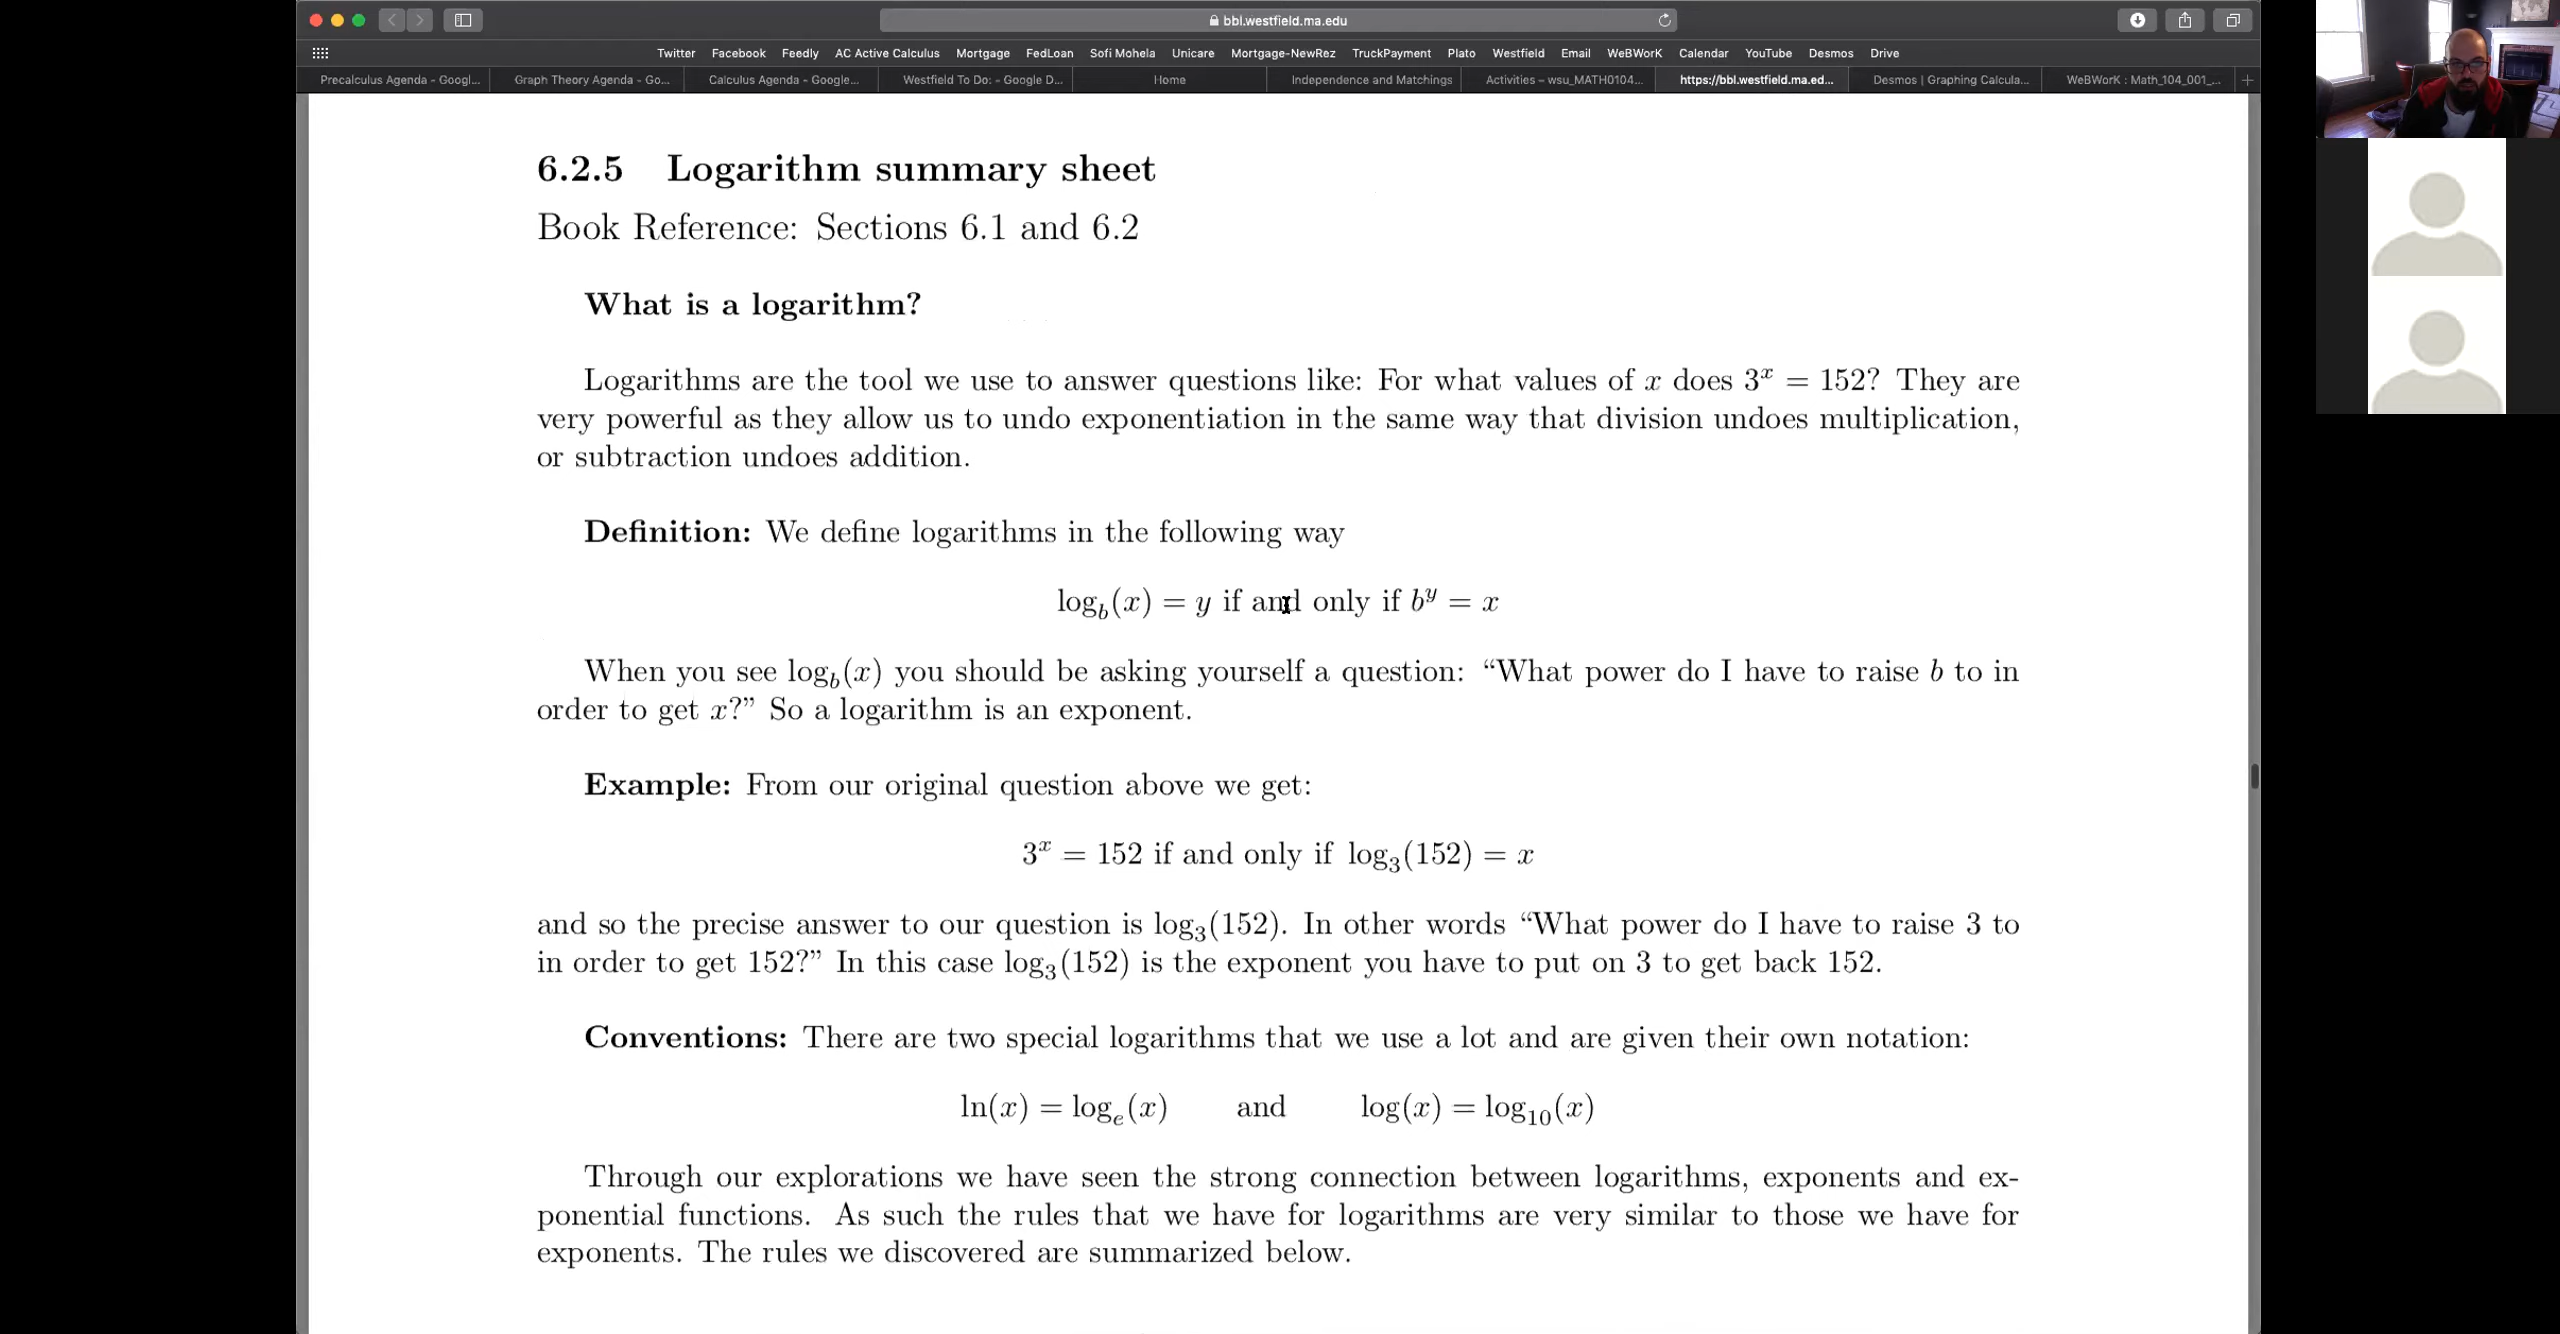 bbl.westfield.ma.edu
Twitter Facebook Feedly AC Active Calculus Mortgage FedLoan Sofi Mohela Unicare Mortgage-NewRez TruckPayment Plato Westfield Email WeBWorK Calendar YouTube Desmos Drive
Precalculus Agenda - Googl... Graph Theory Agenda - Go... Calculus Agenda - Google... Westfield To Do: - Google D... Home Independence and Matchings Activities – wsu_MATH0104... https://bbl.westfield.ma.ed... Desmos | Graphing Calcula... WeBWorK : Math_104_001_...
6.2.5 Logarithm summary sheet
Book Reference: Sections 6.1 and 6.2
What is a logarithm?
Logarithms are the tool we use to answer questions like: For what values of x does 3^x = 152? They are
very powerful as they allow us to undo exponentiation in the same way that division undoes multiplication,
or subtraction undoes addition.
Definition: We define logarithms in the following way
log_b(x) = y if and only if b^y = x
When you see log_b(x) you should be asking yourself a question: “What power do I have to raise b to in
order to get x?” So a logarithm is an exponent.
Example: From our original question above we get:
3^x = 152 if and only if log_3(152) = x
and so the precise answer to our question is log_3(152). In other words “What power do I have to raise 3 to
in order to get 152?” In this case log_3(152) is the exponent you have to put on 3 to get back 152.
Conventions: There are two special logarithms that we use a lot and are given their own notation:
ln(x) = log_e(x) and log(x) = log_10(x)
Through our explorations we have seen the strong connection between logarithms, exponents and ex-
ponential functions. As such the rules that we have for logarithms are very similar to those we have for
exponents. The rules we discovered are summarized below.